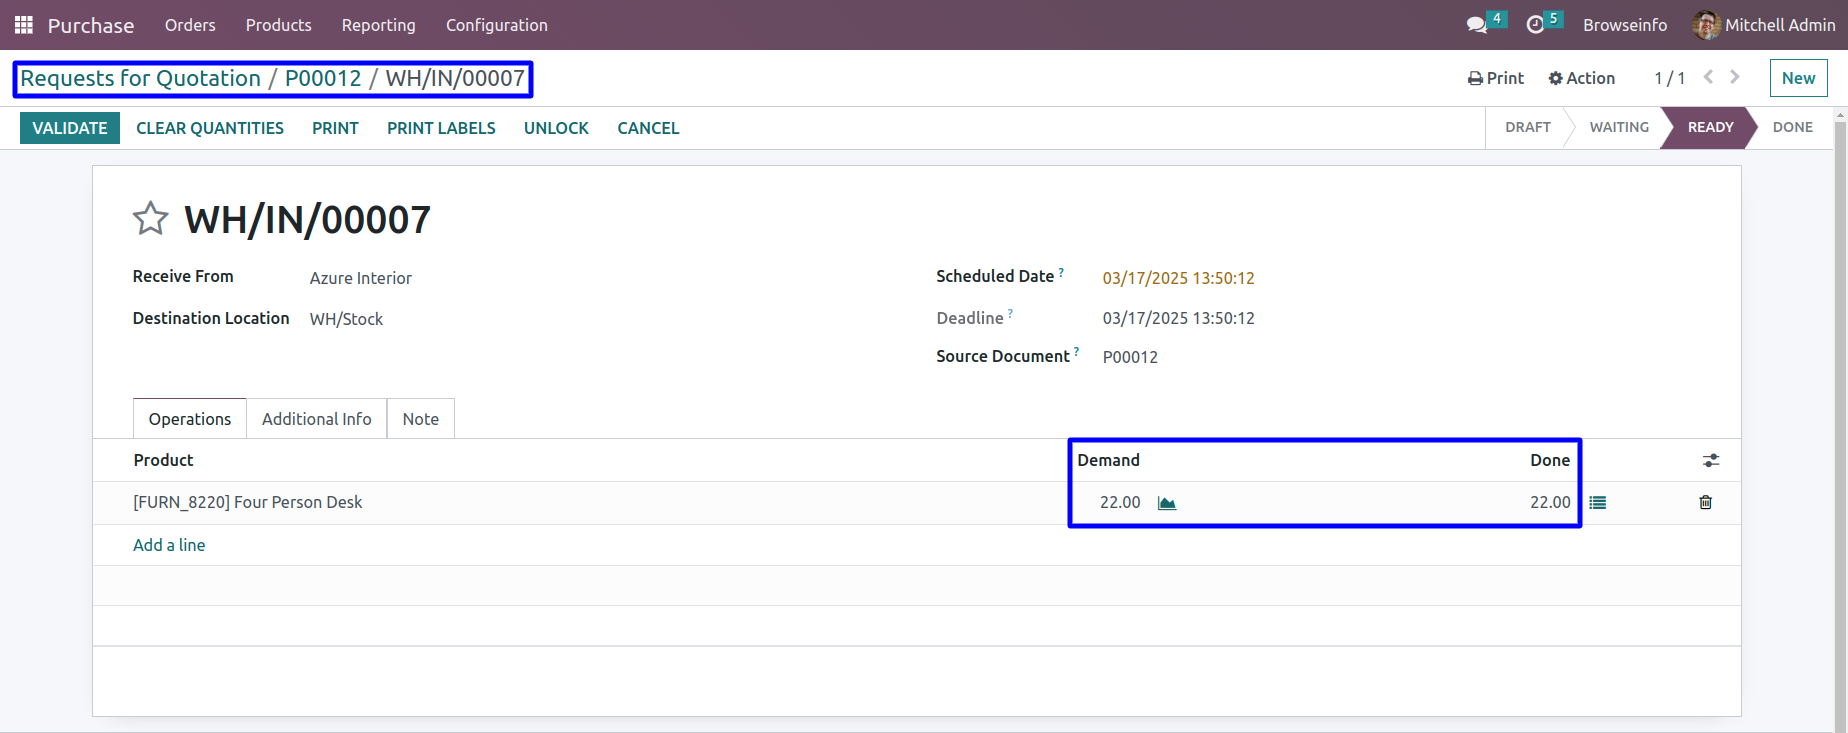 Purchase Orders Products Reporting Configuration 4 5 Browseinfo Mitchell Admin
Requests for Quotation / P00012 / WH/IN/00007 Print Action 1 / 1 New
VALIDATE CLEAR QUANTITIES PRINT PRINT LABELS UNLOCK CANCEL DRAFT WAITING READY DONE
WH/IN/00007
Receive From Azure Interior Scheduled Date ? 03/17/2025 13:50:12
Destination Location WH/Stock Deadline ? 03/17/2025 13:50:12
Source Document ? P00012
Operations Additional Info Note
Product Demand Done
[FURN_8220] Four Person Desk 22.00 22.00
Add a line